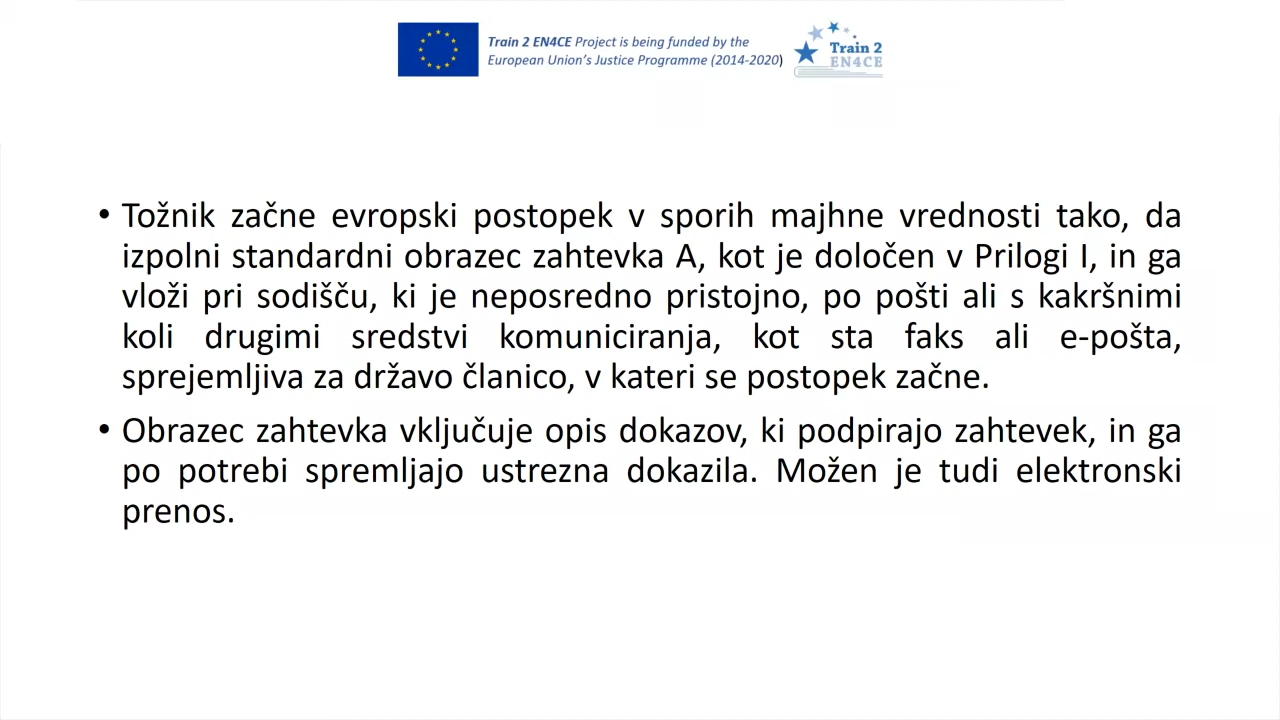 Train 2 EN4CE Project is being funded by the
European Union's Justice Programme (2014-2020)
Train 2
EN4CE
• Tožnik začne evropski postopek v sporih majhne vrednosti tako, da
izpolni standardni obrazec zahtevka A, kot je določen v Prilogi I, in ga
vloži pri sodišču, ki je neposredno pristojno, po pošti ali s kakršnimi
koli drugimi sredstvi komuniciranja, kot sta faks ali e-pošta,
sprejemljiva za državo članico, v kateri se postopek začne.
• Obrazec zahtevka vključuje opis dokazov, ki podpirajo zahtevek, in ga
po potrebi spremljajo ustrezna dokazila. Možen je tudi elektronski
prenos.